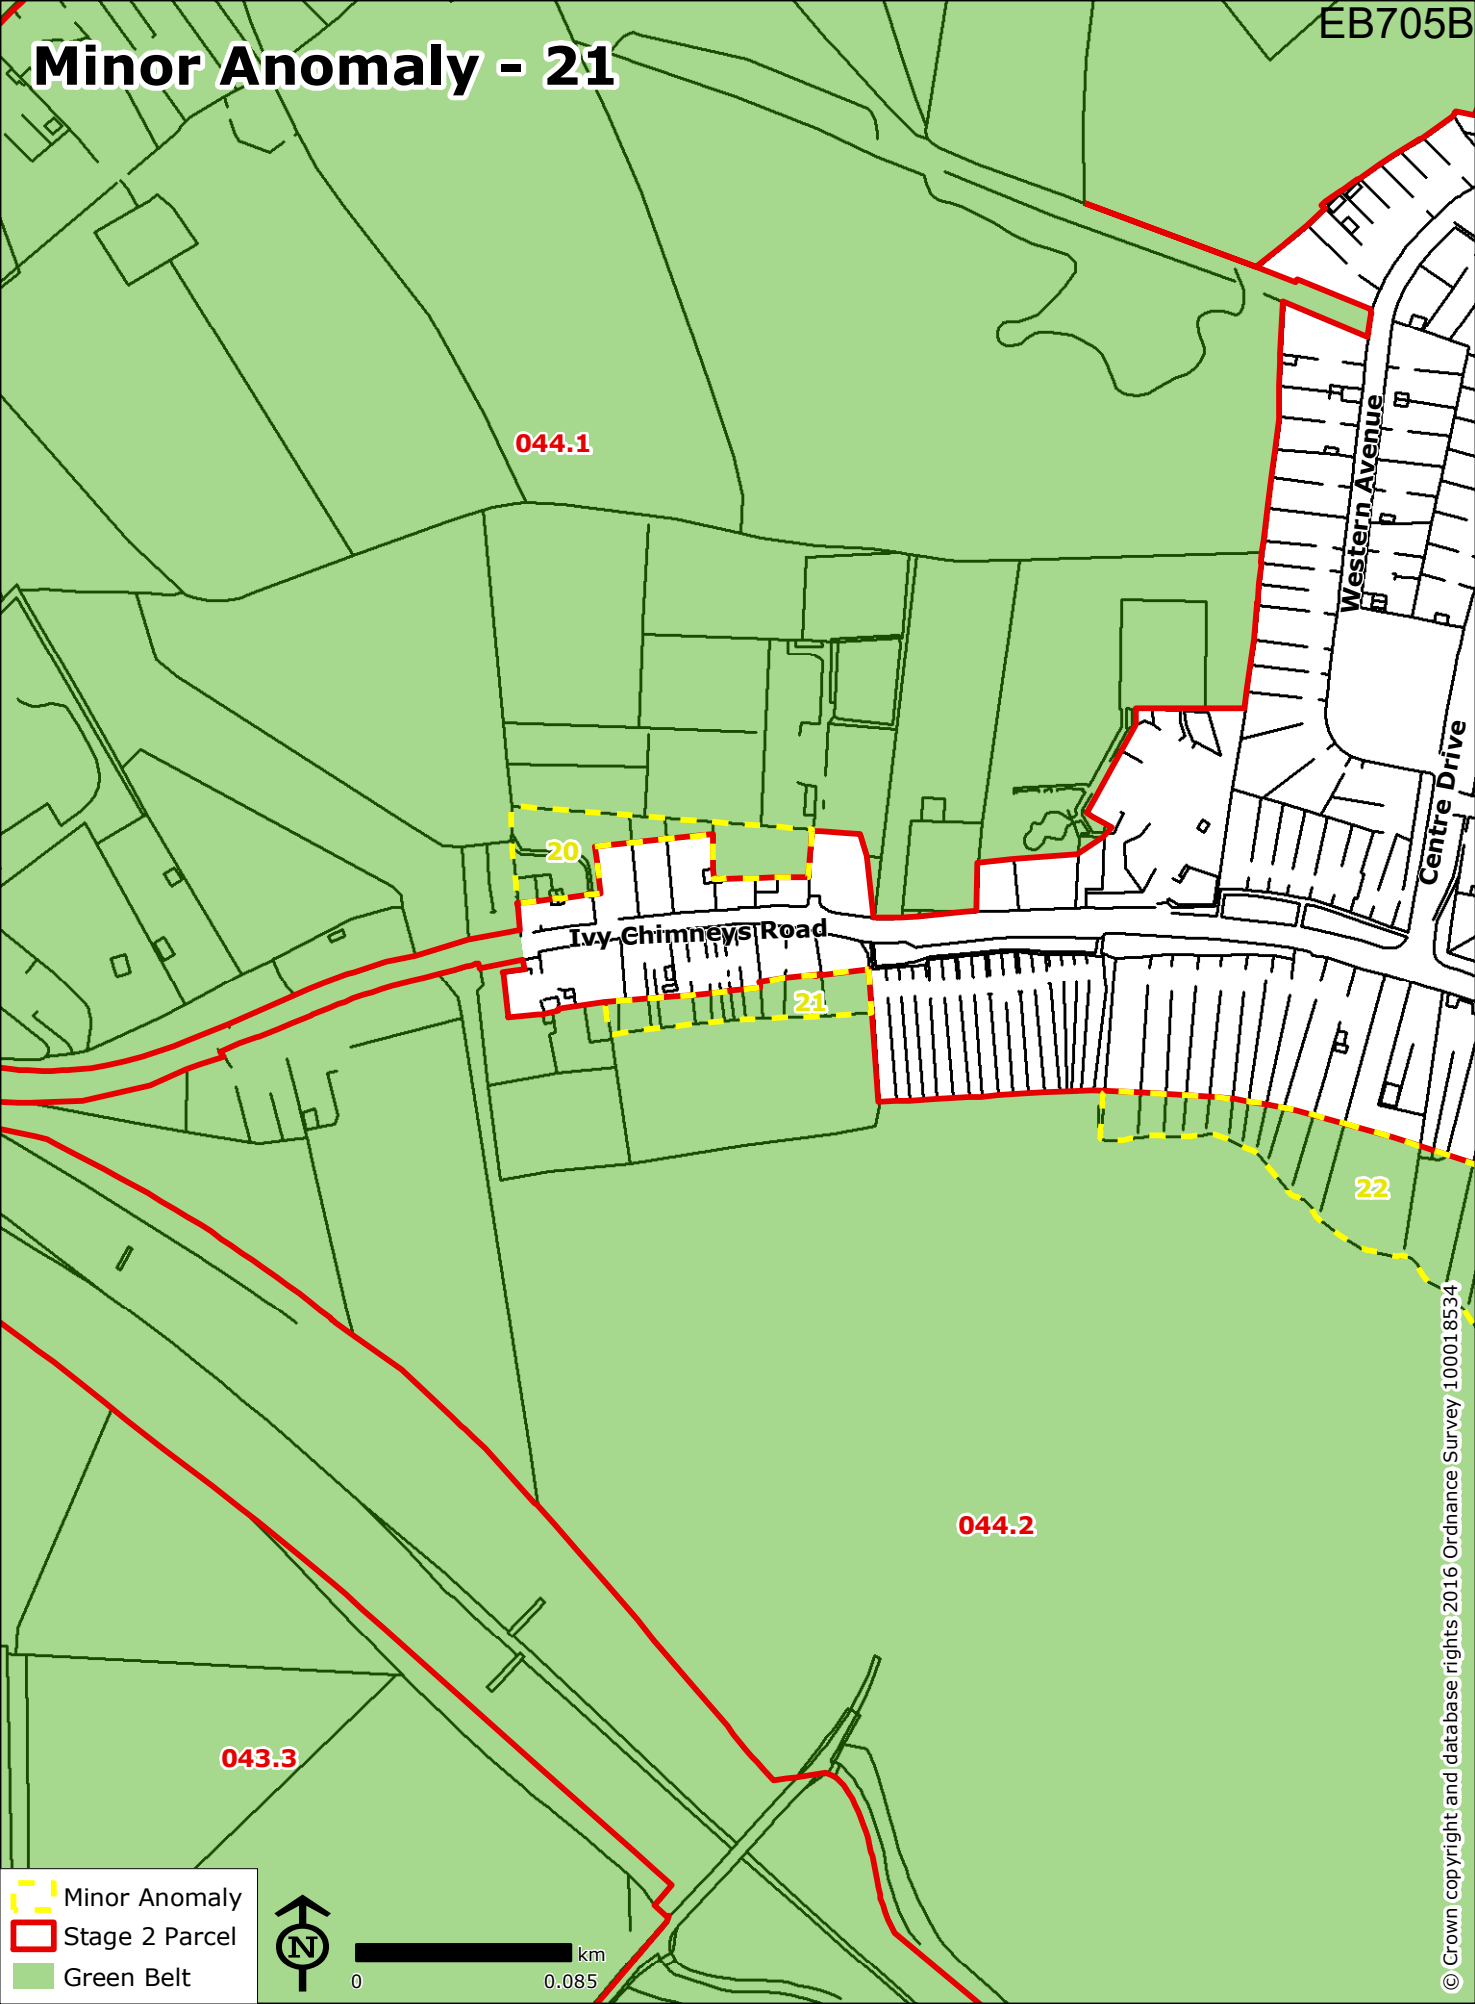 EB705B
Minor Anomaly - 21
044.1
Western Avenue
Centre Drive
20
Ivy Chimneys Road
21
22
044.2
043.3
© Crown copyright and database rights 2016 Ordnance Survey 100018534
Minor Anomaly
Stage 2 Parcel
Green Belt
N
km
0 0.085